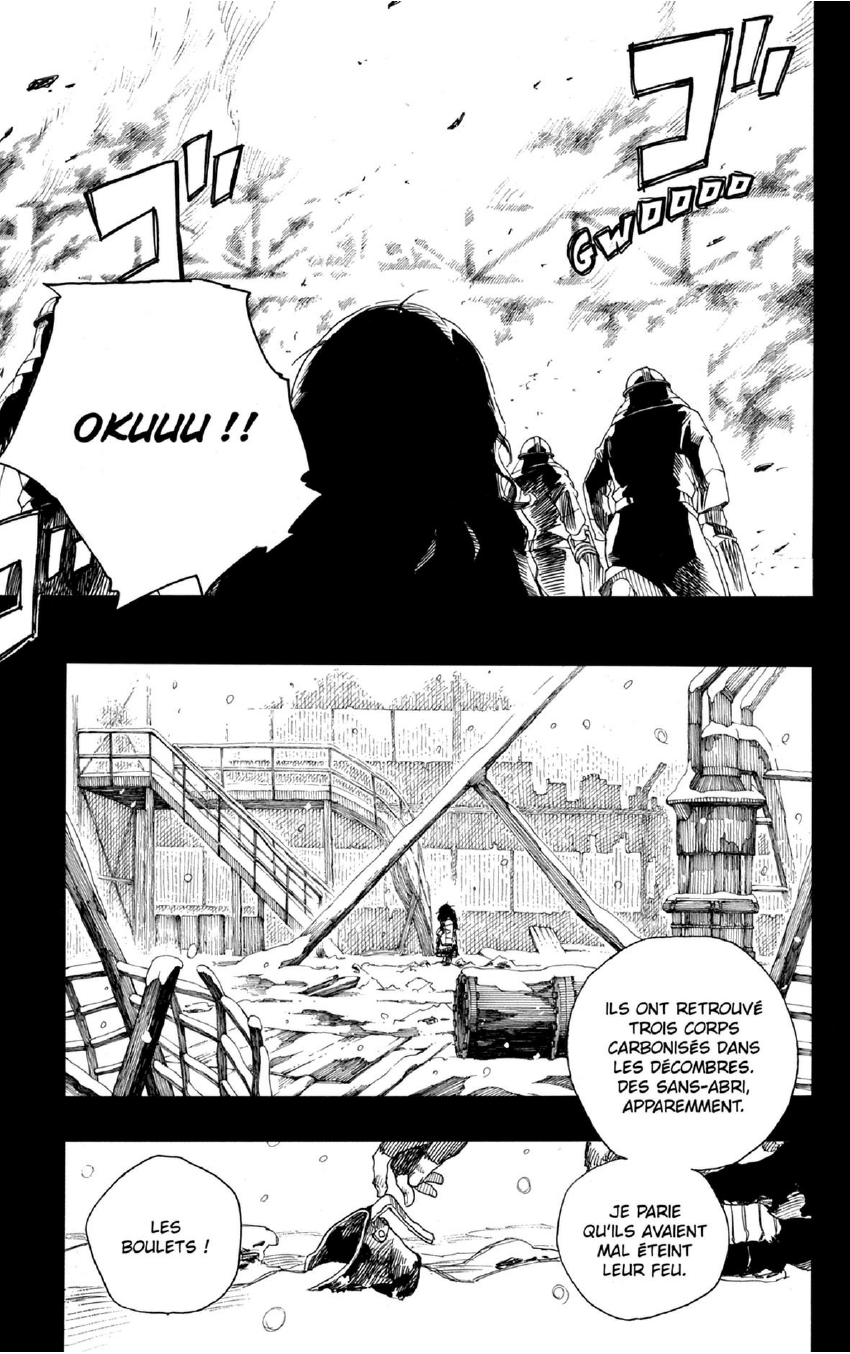 ゴ"
GWOOOO
ゴ"
OKUUU !!
ゴ
ILS ONT RETROUVÉ
TROIS CORPS
CARBONISÉS DANS
LES DÉCOMBRES.
DES SANS-ABRI,
APPAREMMENT.
JE PARIE
QU'ILS AVAIENT
MAL ÉTEINT
LEUR FEU.
LES
BOULETS !